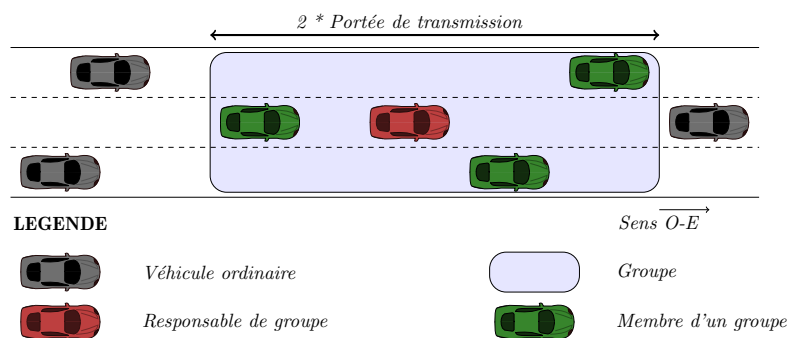 2 * Portée de transmission
LEGENDE
Sens O-E
Véhicule ordinaire
Groupe
Responsable de groupe
Membre d'un groupe